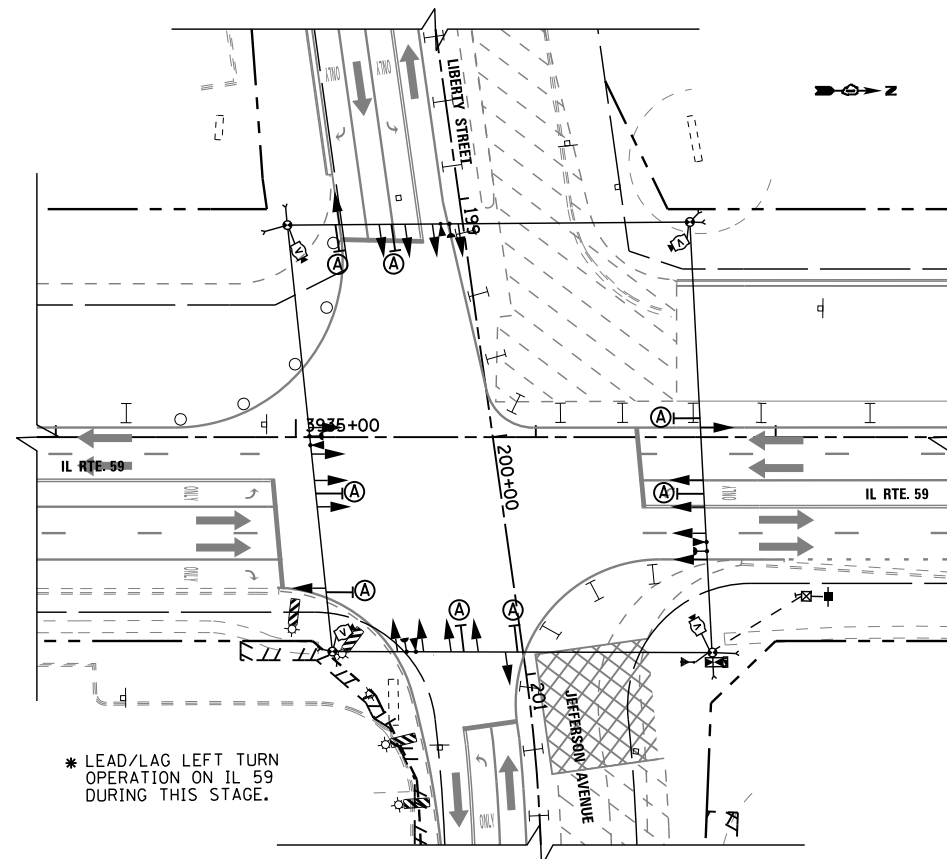 ONLY
ONLY
LIBERTY STREET
N
199
V
V
A
A
A
3935+00
200+00
IL RTE. 59
ONLY
A
A
ONLY
IL RTE. 59
ONLY
A
A
A
V
V
201
JEFFERSON AVENUE
ONLY
* LEAD/LAG LEFT TURN
OPERATION ON IL 59
DURING THIS STAGE.